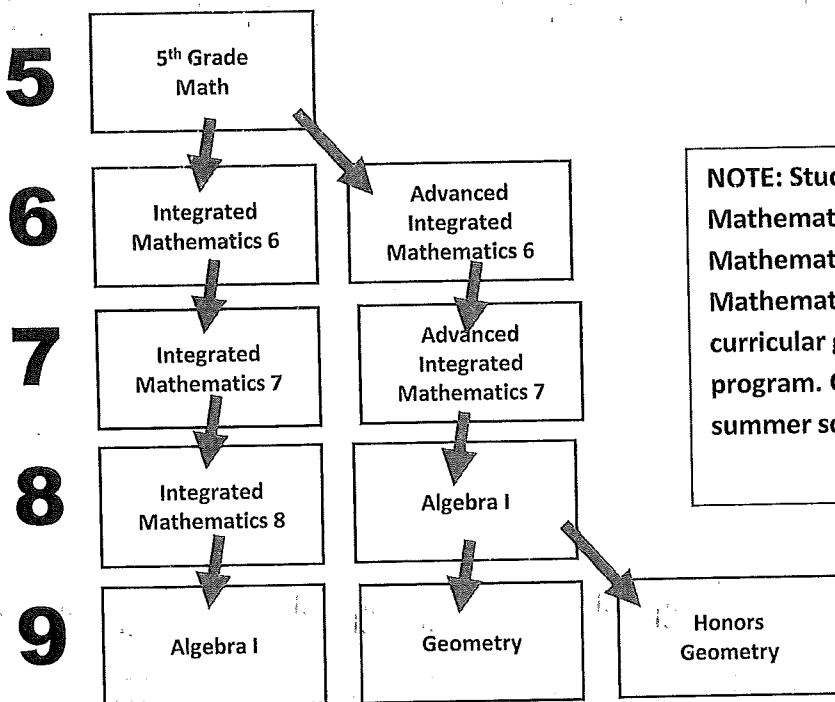 5
5th Grade
Math
6
Integrated
Mathematics 6
Advanced
Integrated
Mathematics 6
7
Integrated
Mathematics 7
Advanced
Integrated
Mathematics 7
8
Integrated
Mathematics 8
Algebra I
9
Algebra I
Geometry
Honors
Geometry
NOTE:
Mathemat
Mathemat
Mathemat
curricular
program.
summer